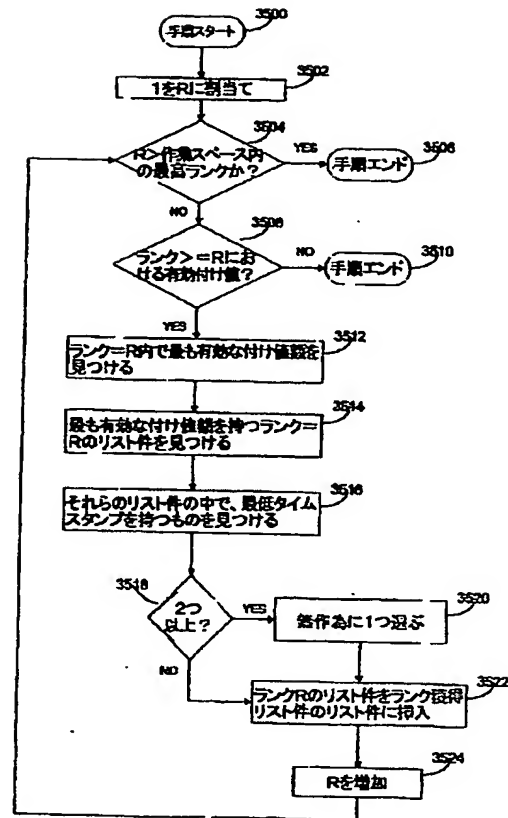 3500
手順スタート
3502
1をRに割当て
3504
R>作業スペース内
の最高ランクか?
YES
3506
手順エンド
NO
3508
ランク>=Rにお
ける有効付け値?
NO
3510
手順エンド
YES
3512
ランク=R内で最も有効な付け値額を
見つける
3514
最も有効な付け値額を持つランク=
Rのリスト件を見つける
3516
それらのリスト件の中で、最低タイム
スタンプを持つものを見つける
3518
2つ
以上?
YES
3520
無作為に1つ選ぶ
NO
3522
ランクRのリスト件をランク獲得
リスト件のリスト件に挿入
3524
Rを増加